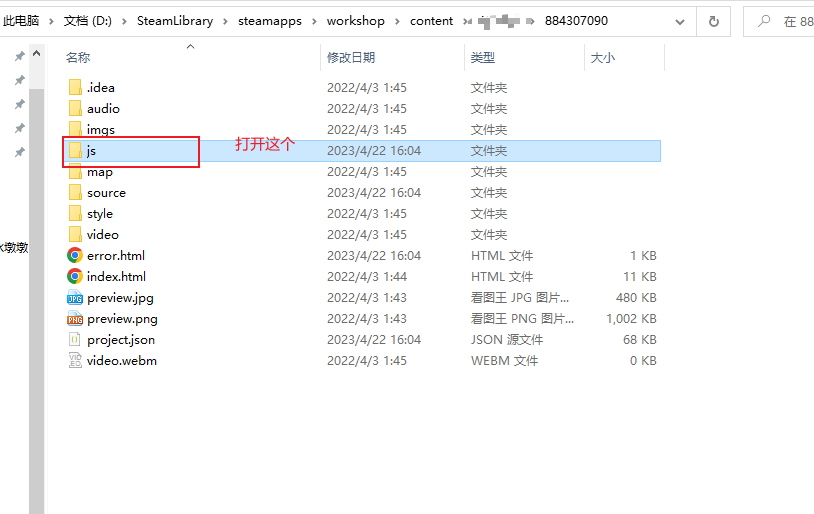 此电脑 › 文档 (D:) › SteamLibrary › steamapps › workshop › content › 884307090 在 88
名称 修改日期 类型 大小
.idea 2022/4/3 1:45 文件夹
audio 2022/4/3 1:45 文件夹
imgs 2022/4/3 1:45 文件夹
js 打开这个 2023/4/22 16:04 文件夹
map 2022/4/3 1:45 文件夹
source 2023/4/22 16:04 文件夹
style 2022/4/3 1:45 文件夹
video 2022/4/3 1:45 文件夹
墩墩
error.html 2023/4/22 16:04 HTML 文件 1 KB
index.html 2022/4/3 1:44 HTML 文件 11 KB
preview.jpg 2022/4/3 1:43 看图王 JPG 图片... 480 KB
preview.png 2022/4/3 1:43 看图王 PNG 图片... 1,002 KB
project.json 2023/4/22 16:04 JSON 源文件 68 KB
video.webm 2022/4/3 1:45 WEBM 文件 0 KB